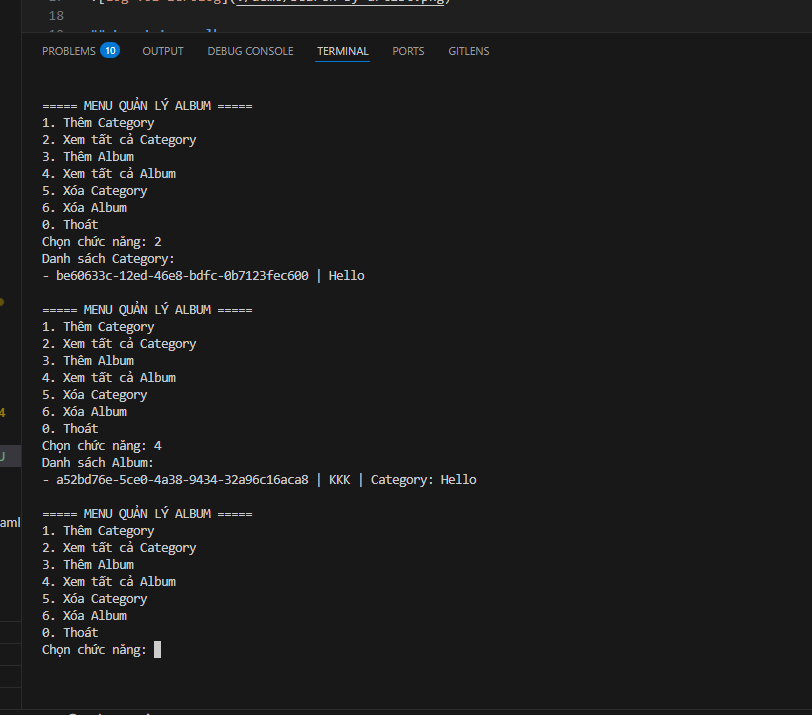 18
PROBLEMS 10 OUTPUT DEBUG CONSOLE TERMINAL PORTS GITLENS
===== MENU QUẢN LÝ ALBUM =====
1. Thêm Category
2. Xem tất cả Category
3. Thêm Album
4. Xem tất cả Album
5. Xóa Category
6. Xóa Album
0. Thoát
Chọn chức năng: 2
Danh sách Category:
- be60633c-12ed-46e8-bdfc-0b7123fec600 | Hello
===== MENU QUẢN LÝ ALBUM =====
1. Thêm Category
2. Xem tất cả Category
3. Thêm Album
4. Xem tất cả Album
5. Xóa Category
6. Xóa Album
0. Thoát
Chọn chức năng: 4
Danh sách Album:
- a52bd76e-5ce0-4a38-9434-32a96c16aca8 | KKK | Category: Hello
===== MENU QUẢN LÝ ALBUM =====
1. Thêm Category
2. Xem tất cả Category
3. Thêm Album
4. Xem tất cả Album
5. Xóa Category
6. Xóa Album
0. Thoát
Chọn chức năng:
4
U
aml